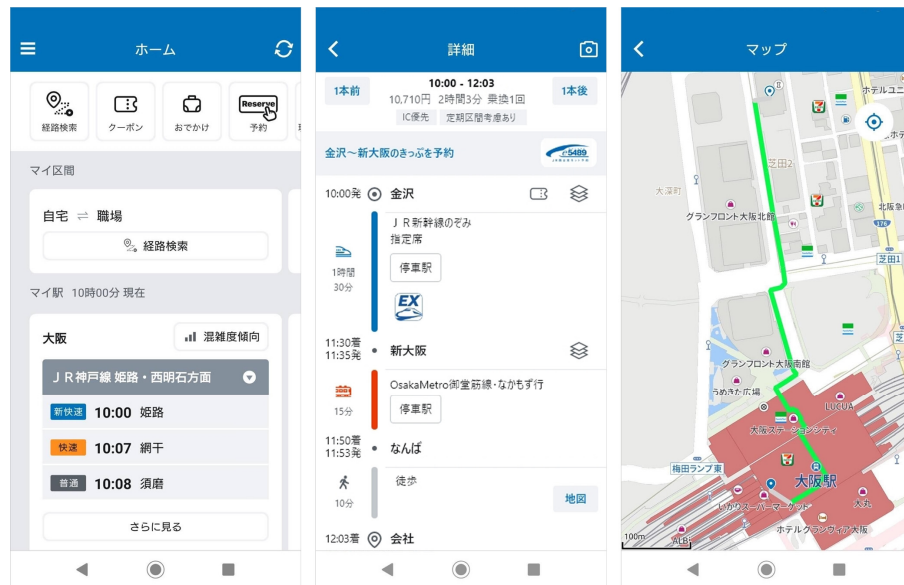 ホーム
経路検索
クーポン
おでかけ
Reserve
予約
マイ区間
自宅 ⇌ 職場
経路検索
マイ駅 10時00分 現在
大阪
混雑度傾向
ＪＲ神戸線 姫路・西明石方面
新快速 10:00 姫路
快速 10:07 網干
普通 10:08 須磨
さらに見る
詳細
1本前
10:00 - 12:03
1本後
10,710円 2時間3分 乗換1回
IC優先 定期区間考慮あり
金沢～新大阪のきっぷを予約
e5489
10:00発 金沢
ＪＲ新幹線のぞみ
指定席
1時間
30分
停車駅
EX
11:30着
11:35発 新大阪
OsakaMetro御堂筋線・なかもず行
15分
停車駅
11:50着
11:53発 なんば
徒歩
10分
地図
12:03着 会社
マップ
ホテルユニ
芝田2
大深町
グランフロント大阪北館
北阪急
176
芝田1
グランフロント大阪南館
うめきた広場
LUCUA
大阪ステーションシティ
梅田ランプ東
大阪駅
いかりスーパーマーケット
大丸
ホテルグランヴィア大阪
100m
ALBi